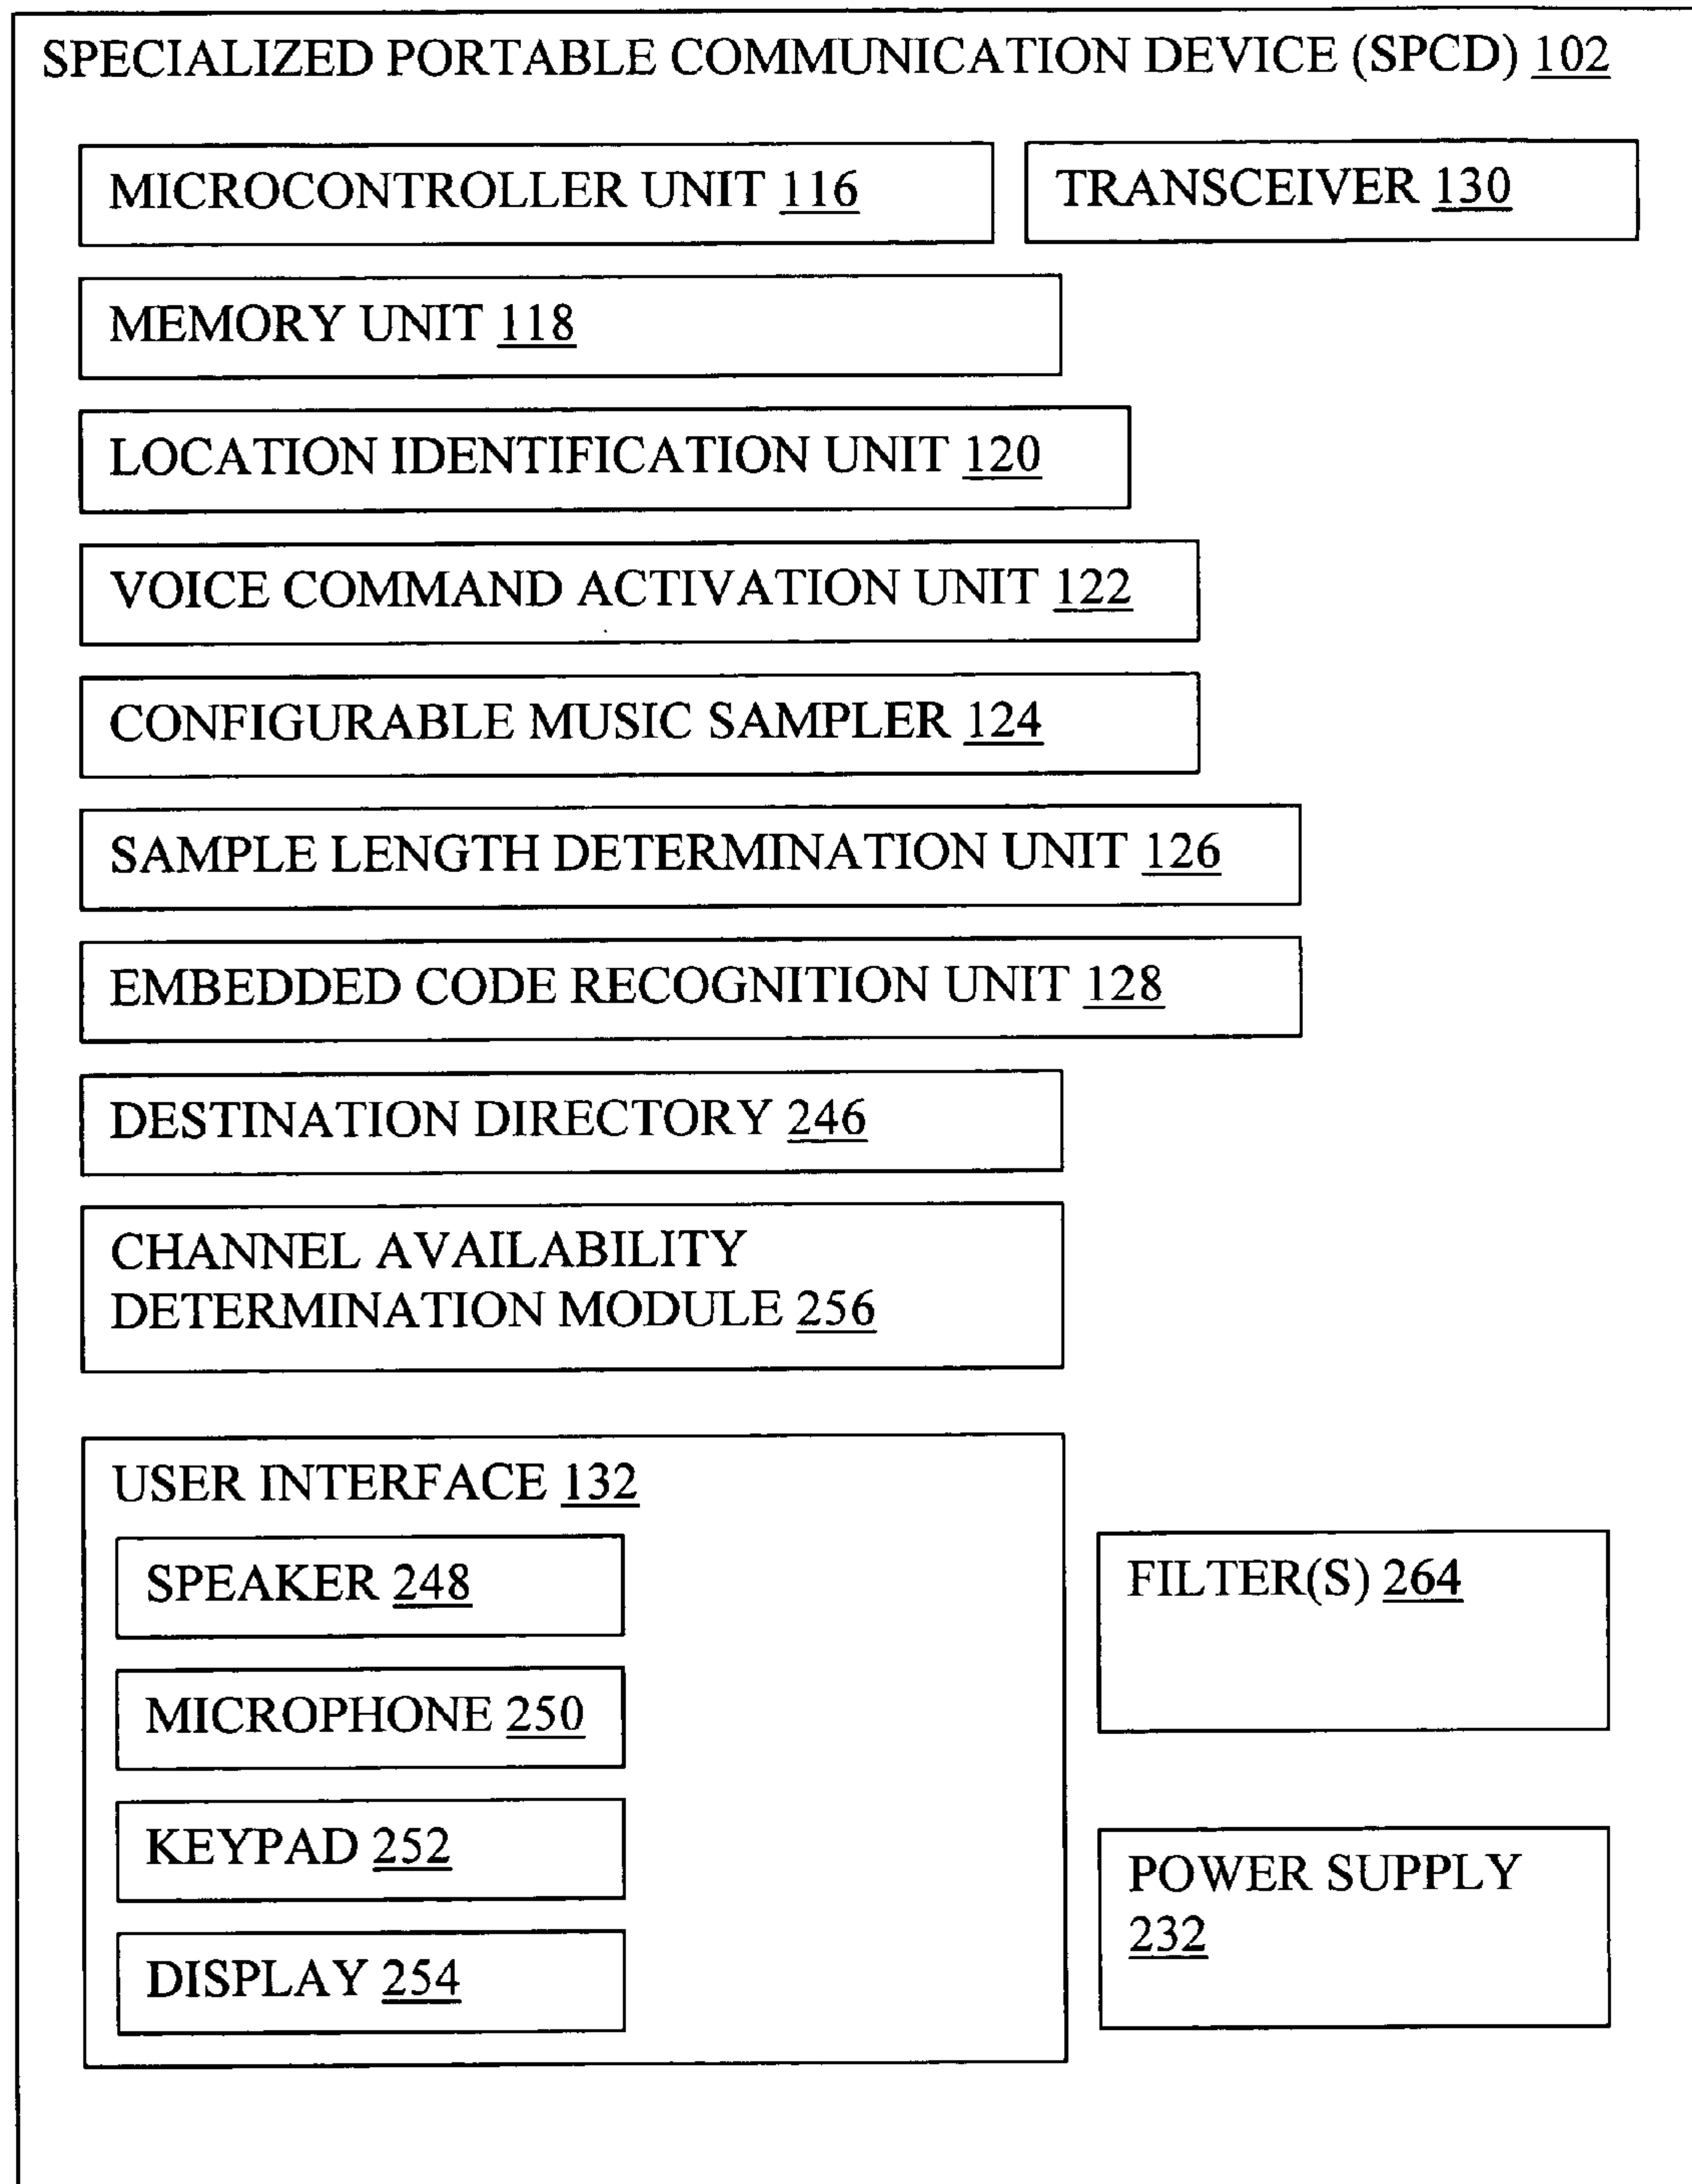 SPECIALIZED PORTABLE COMMUNICATION DEVICE (SPCD) 102
MICROCONTROLLER UNIT 116
TRANSCEIVER 130
MEMORY UNIT 118
LOCATION IDENTIFICATION UNIT 120
VOICE COMMAND ACTIVATION UNIT 122
CONFIGURABLE MUSIC SAMPLER 124
SAMPLE LENGTH DETERMINATION UNIT 126
EMBEDDED CODE RECOGNITION UNIT 128
DESTINATION DIRECTORY 246
CHANNEL AVAILABILITY
DETERMINATION MODULE 256
USER INTERFACE 132
SPEAKER 248
MICROPHONE 250
KEYPAD 252
DISPLAY 254
FILTER(S) 264
POWER SUPPLY
232